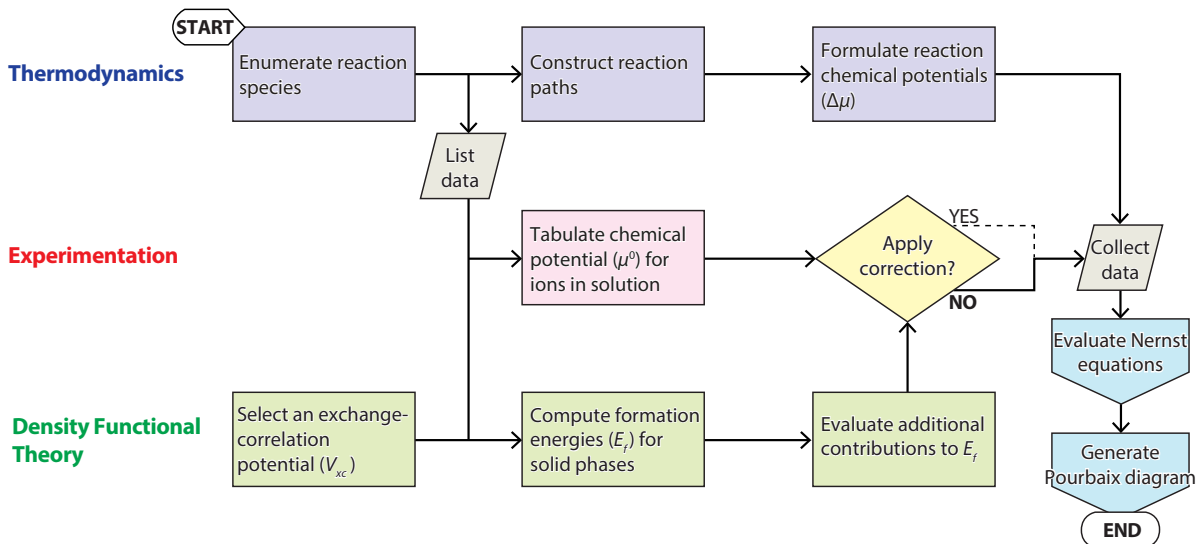 START
Thermodynamics
Enumerate reaction
species
Construct reaction
paths
Formulate reaction
chemical potentials
(Δμ)
List
data
Experimentation
Tabulate chemical
potential (μ⁰) for
ions in solution
Apply
correction?
YES
NO
Collect
data
Evaluate Nernst
equations
Density Functional
Theory
Select an exchange-
correlation
potential (Vxc)
Compute formation
energies (Ef) for
solid phases
Evaluate additional
contributions to Ef
Generate
Pourbaix diagram
END